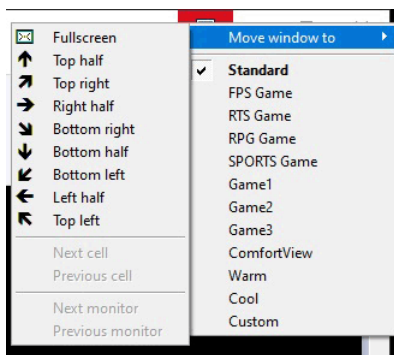 Fullscreen
Top half
Top right
Right half
Bottom right
Bottom half
Bottom left
Left half
Top left
Next cell
Previous cell
Next monitor
Previous monitor
Move window to
Standard
FPS Game
RTS Game
RPG Game
SPORTS Game
Game1
Game2
Game3
ComfortView
Warm
Cool
Custom